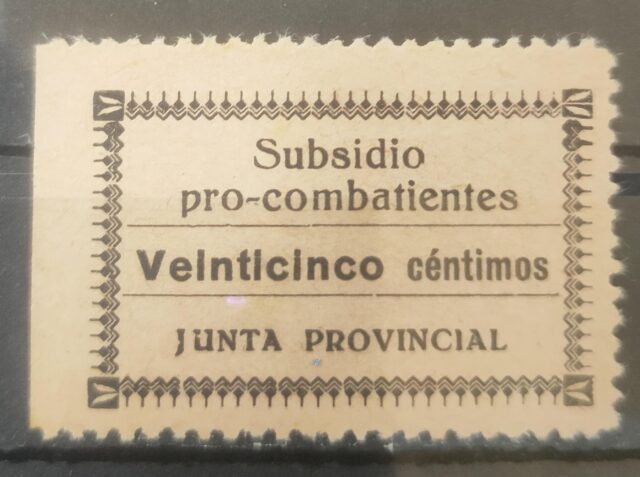 Subsidio
pro-combatientes
Veinticinco céntimos
JUNTA PROVINCIAL